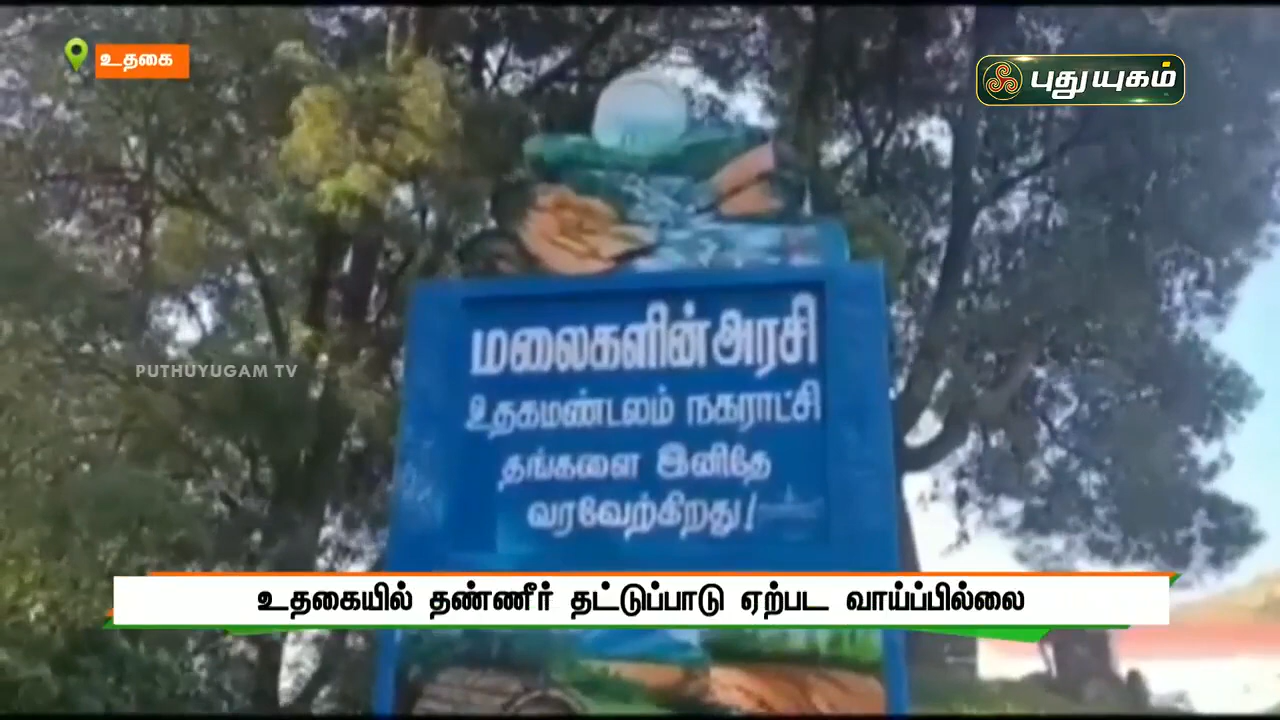 உதகை
புதுயுகம்
மலைகளின் அரசி
உதகமண்டலம் நகராட்சி
தங்களை இனிதே
வரவேற்கிறது!
PUTHUYUGAM TV
உதகையில் தண்ணீர் தட்டுப்பாடு ஏற்பட வாய்ப்பில்லை